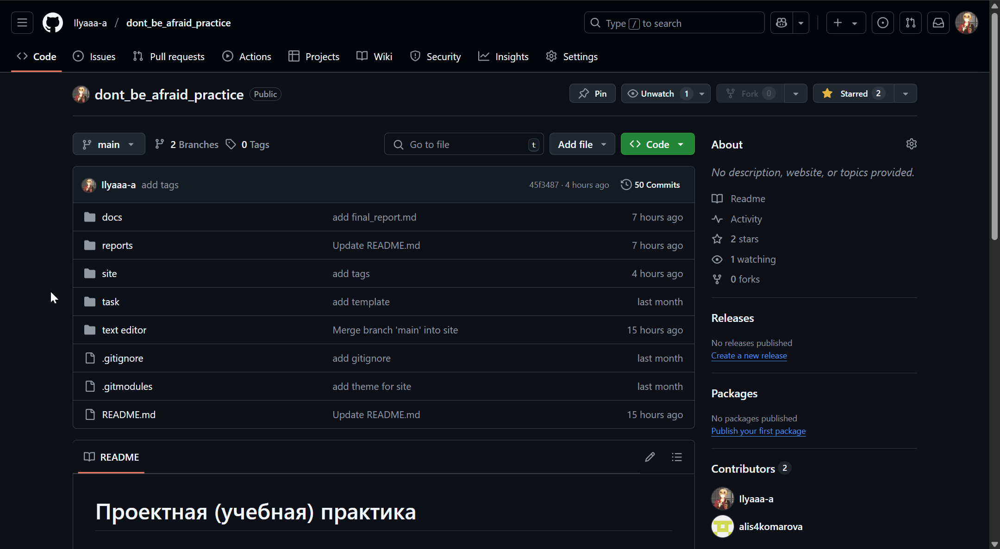 Ilyaaa-a / dont_be_afraid_practice
Type / to search
Code
Issues
Pull requests
Actions
Projects
Wiki
Security
Insights
Settings
dont_be_afraid_practice Public
Pin
Unwatch 1
Fork 0
Starred 2
main
2 Branches
0 Tags
Go to file t
Add file
Code
Ilyaaa-a add tags 45f3487 · 4 hours ago 50 Commits
docs add final_report.md 7 hours ago
reports Update README.md 7 hours ago
site add tags 4 hours ago
task add template last month
text editor Merge branch 'main' into site 15 hours ago
.gitignore add gitignore last month
.gitmodules add theme for site last month
README.md Update README.md 15 hours ago
README
Проектная (учебная) практика
About
No description, website, or topics provided.
Readme
Activity
2 stars
1 watching
0 forks
Releases
No releases published
Create a new release
Packages
No packages published
Publish your first package
Contributors 2
Ilyaaa-a
alis4komarova